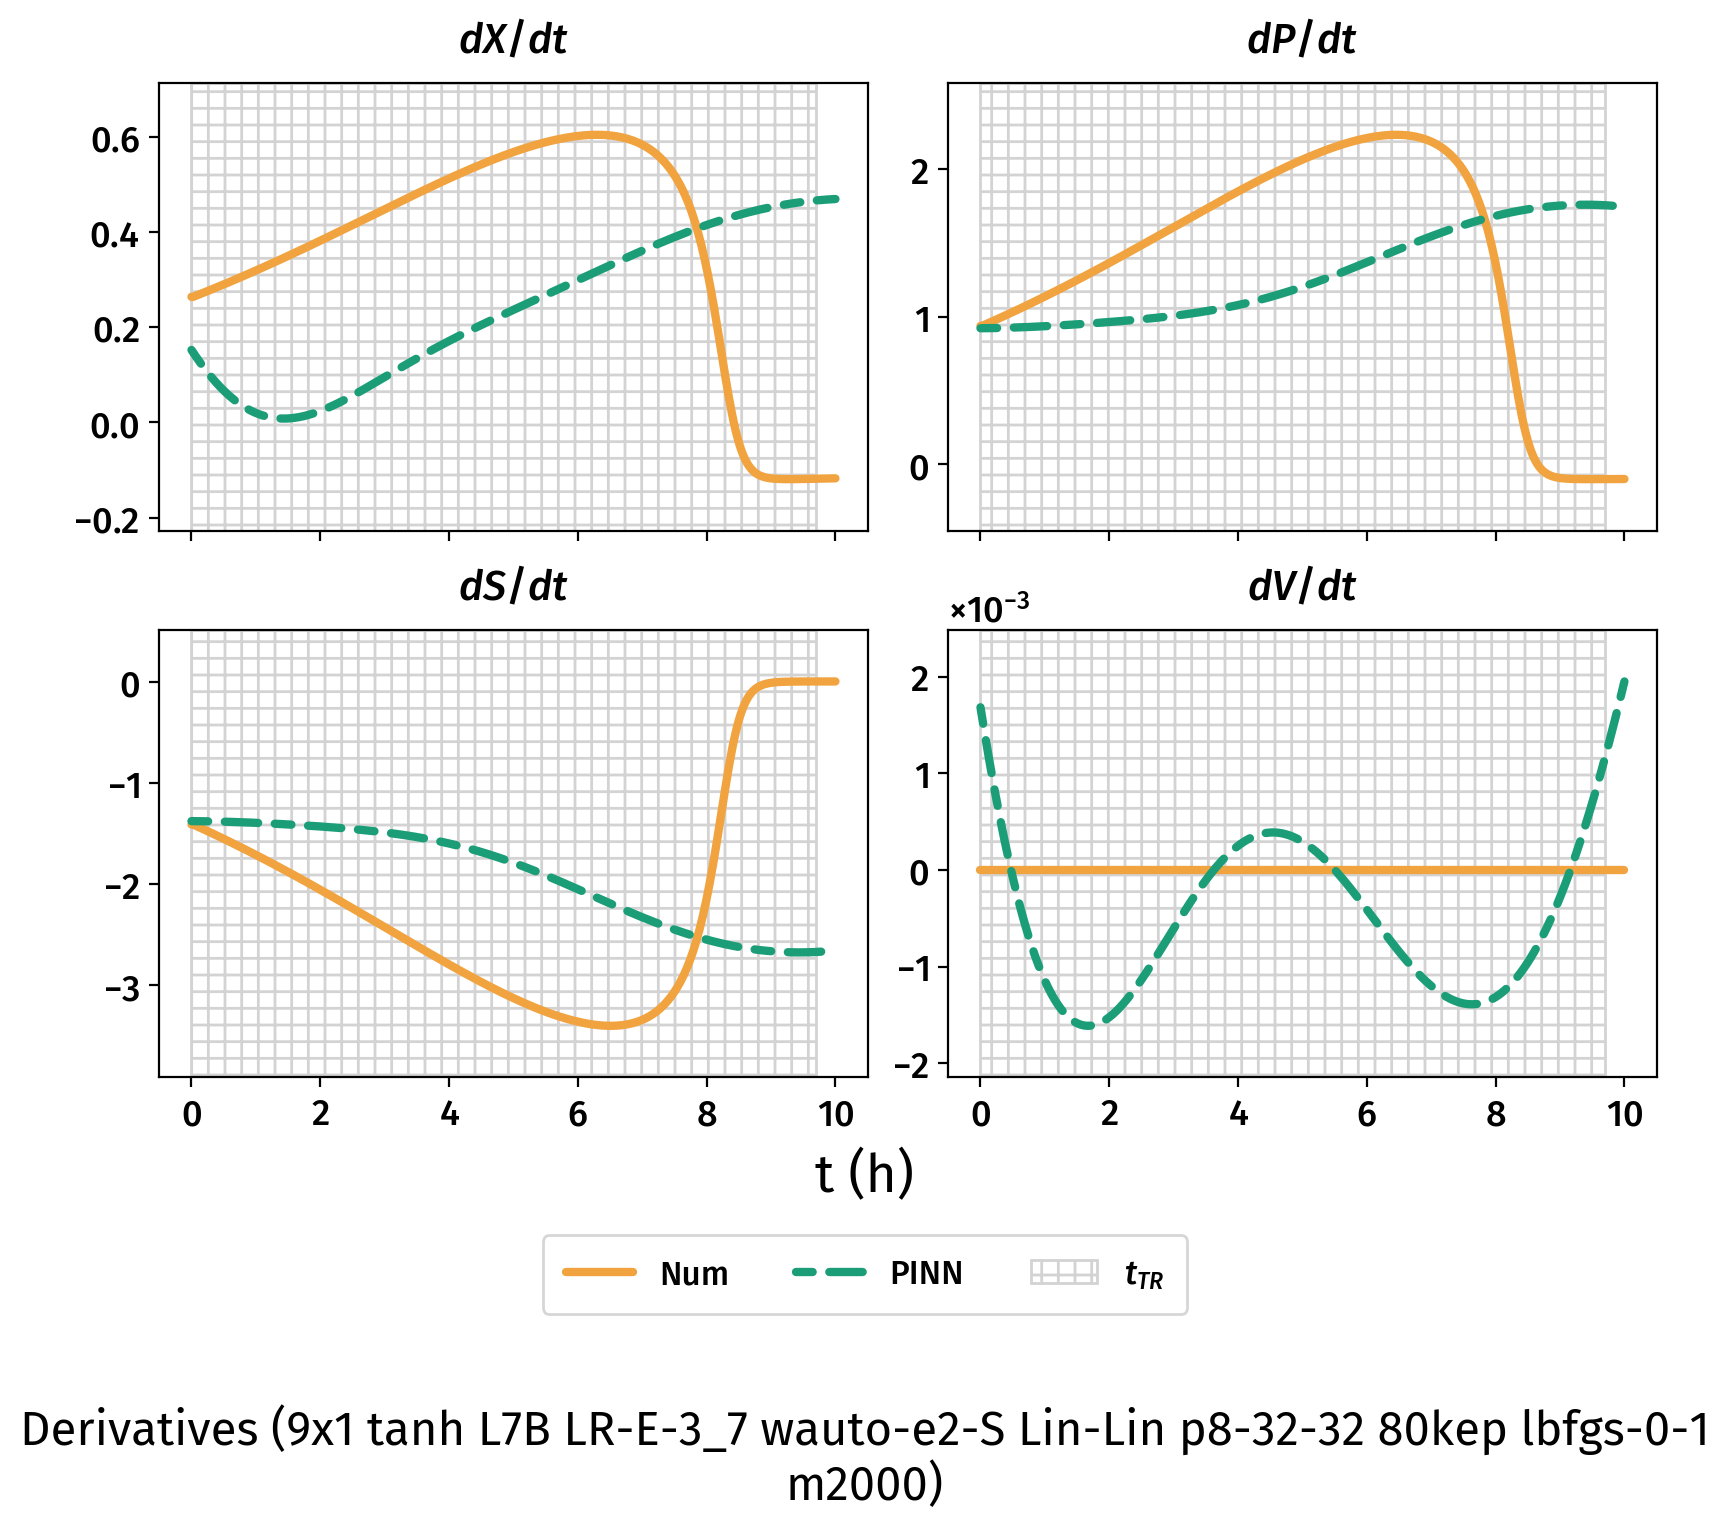 dX/dt
dP/dt
0.6
0.4
0.2
0.0
−0.2
2
1
0
dS/dt
dV/dt
×10⁻³
0
−1
−2
−3
2
1
0
−1
−2
0 2 4 6 8 10
0 2 4 6 8 10
t (h)
Num PINN t_TR
Derivatives (9x1 tanh L7B LR-E-3_7 wauto-e2-S Lin-Lin p8-32-32 80kep lbfgs-0-1
m2000)